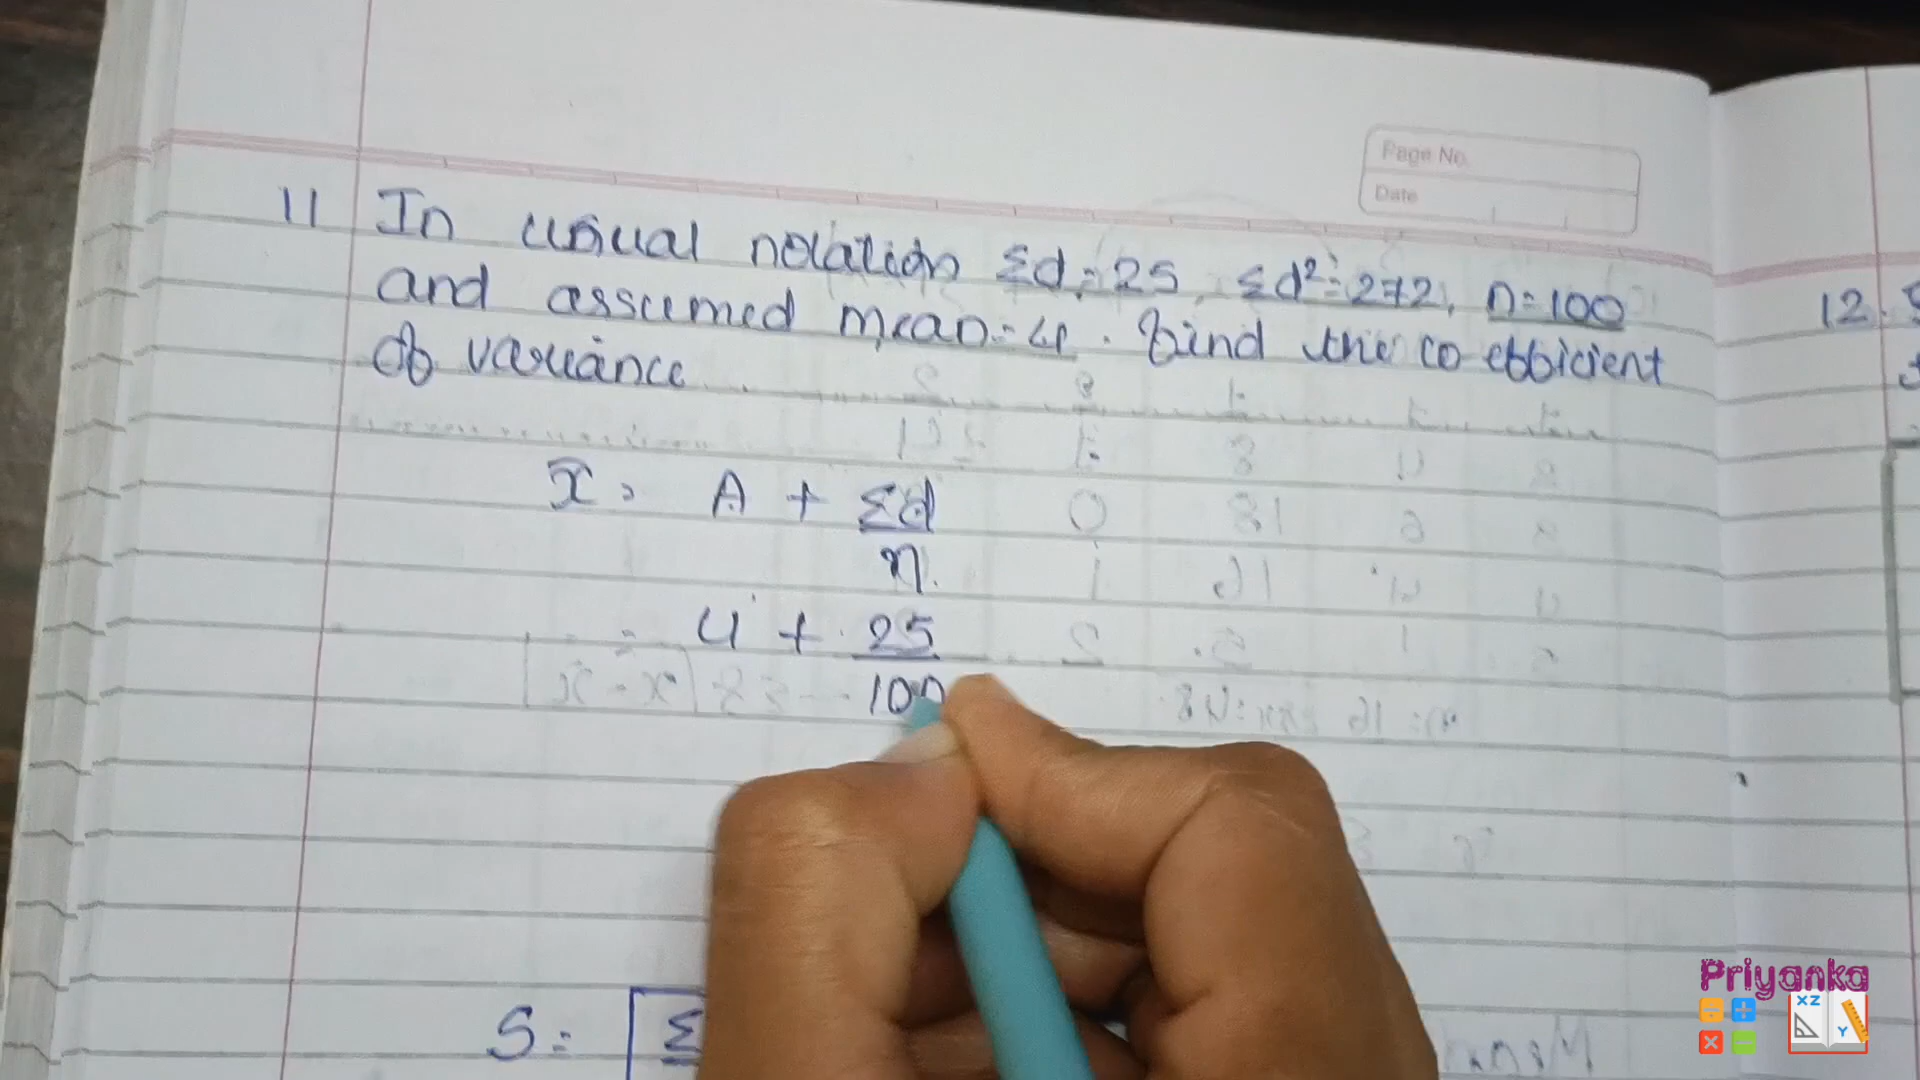 Page No.
Date
11 In usual notation Σd = 25, Σd² = 272, n = 100
and assumed mean = 4. Find the co efficient
of variance
12.
x̄ = A + Σd
n
4 + 25
100
S = Σ
Priyanka
XZ
Y